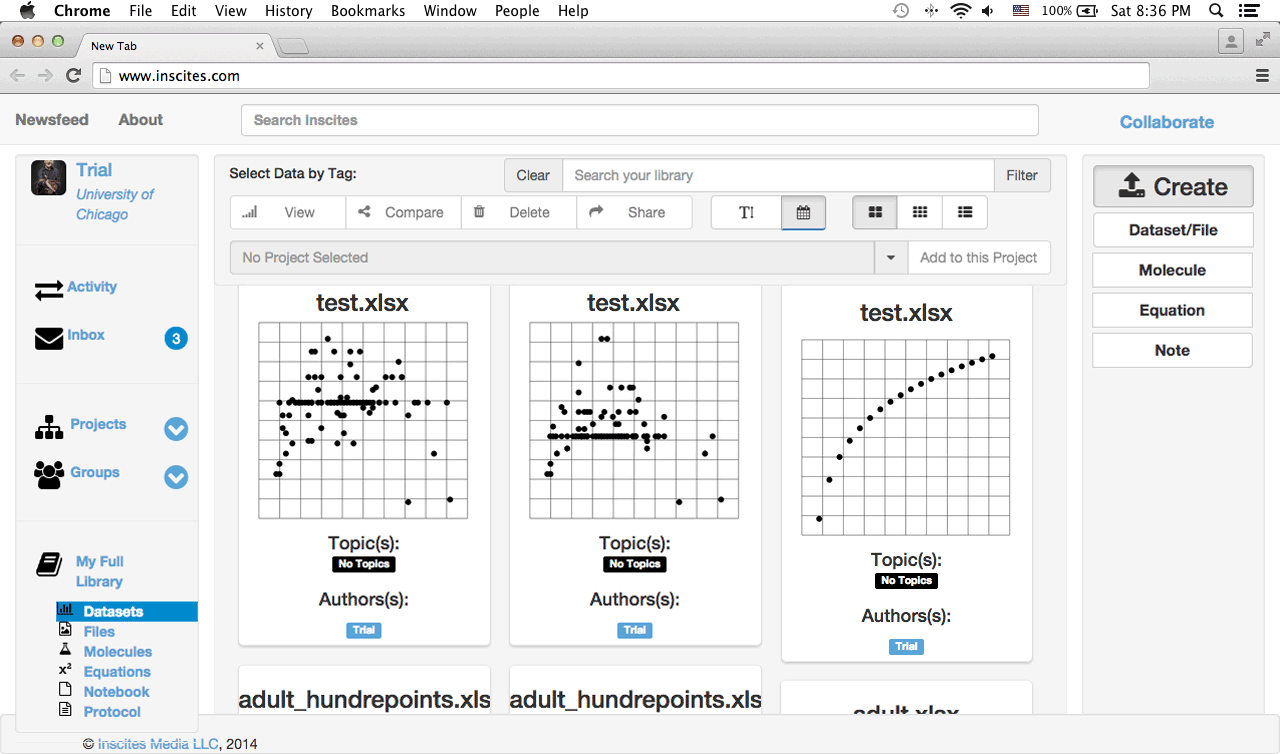 Chrome File Edit View History Bookmarks Window People Help 100% Sat 8:36 PM
New Tab
www.inscites.com
Newsfeed About Search Inscites Collaborate
Trial
University of
Chicago
Activity
Inbox 3
Projects
Groups
My Full
Library
Datasets
Files
Molecules
Equations
Notebook
Protocol
Select Data by Tag: Clear Search your library Filter
View Compare Delete Share T!
No Project Selected Add to this Project
test.xlsx test.xlsx test.xlsx
Topic(s): Topic(s): Topic(s):
No Topics No Topics No Topics
Authors(s): Authors(s): Authors(s):
Trial Trial Trial
adult_hundrepoints.xls adult_hundrepoints.xls adult.xlsx
Create
Dataset/File
Molecule
Equation
Note
© Inscites Media LLC, 2014